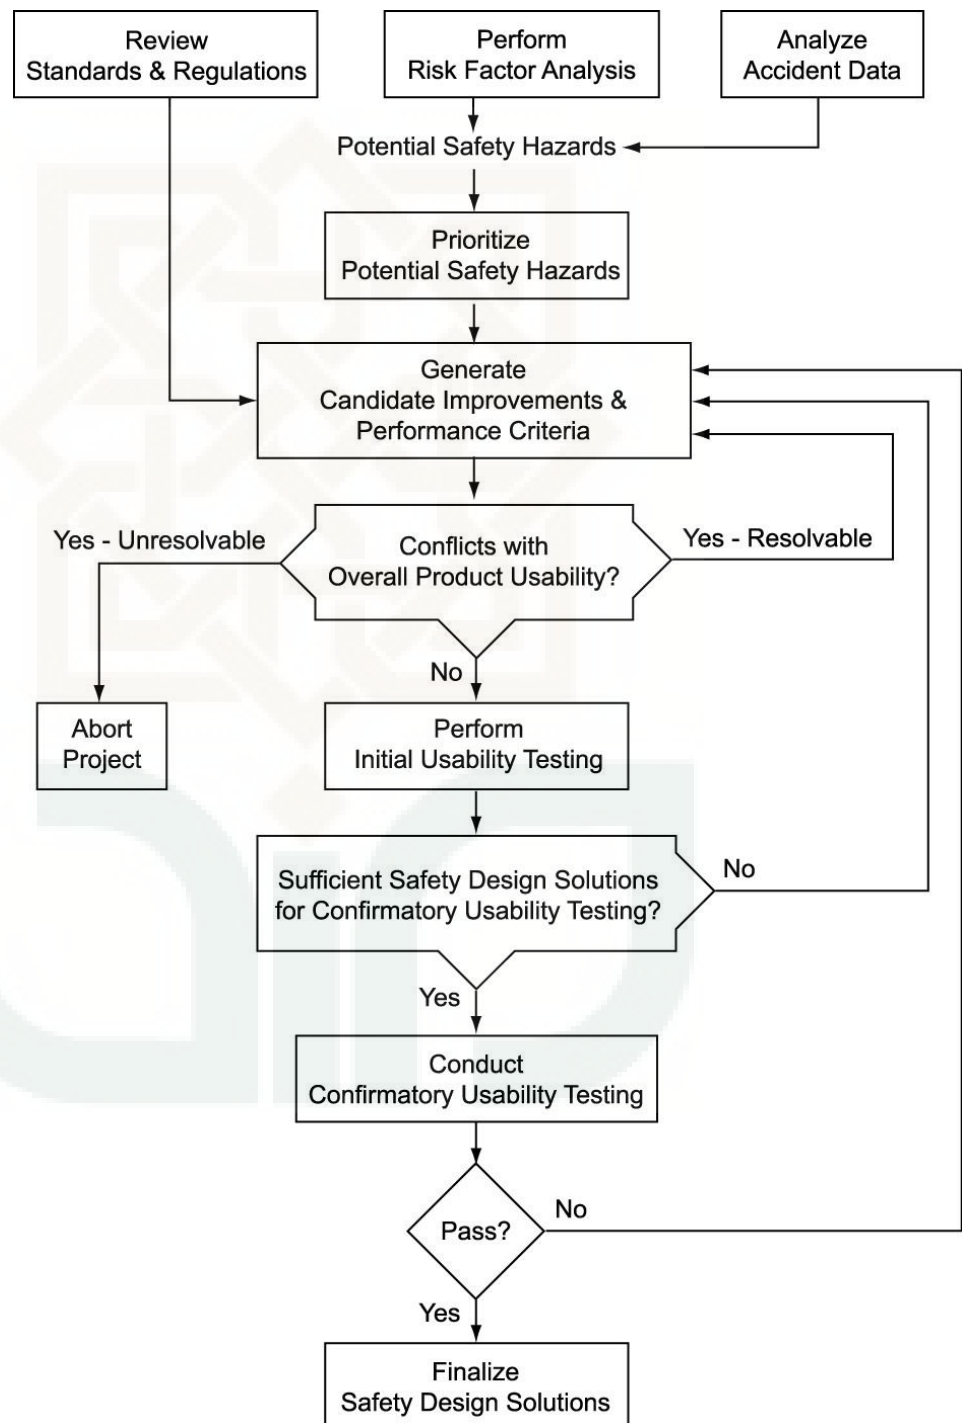 Review
Standards & Regulations
Perform
Risk Factor Analysis
Analyze
Accident Data
Potential Safety Hazards
Prioritize
Potential Safety Hazards
Generate
Candidate Improvements &
Performance Criteria
Yes - Unresolvable
Conflicts with
Overall Product Usability?
Yes - Resolvable
No
Abort
Project
Perform
Initial Usability Testing
Sufficient Safety Design Solutions
for Confirmatory Usability Testing?
No
Yes
Conduct
Confirmatory Usability Testing
Pass?
No
Yes
Finalize
Safety Design Solutions